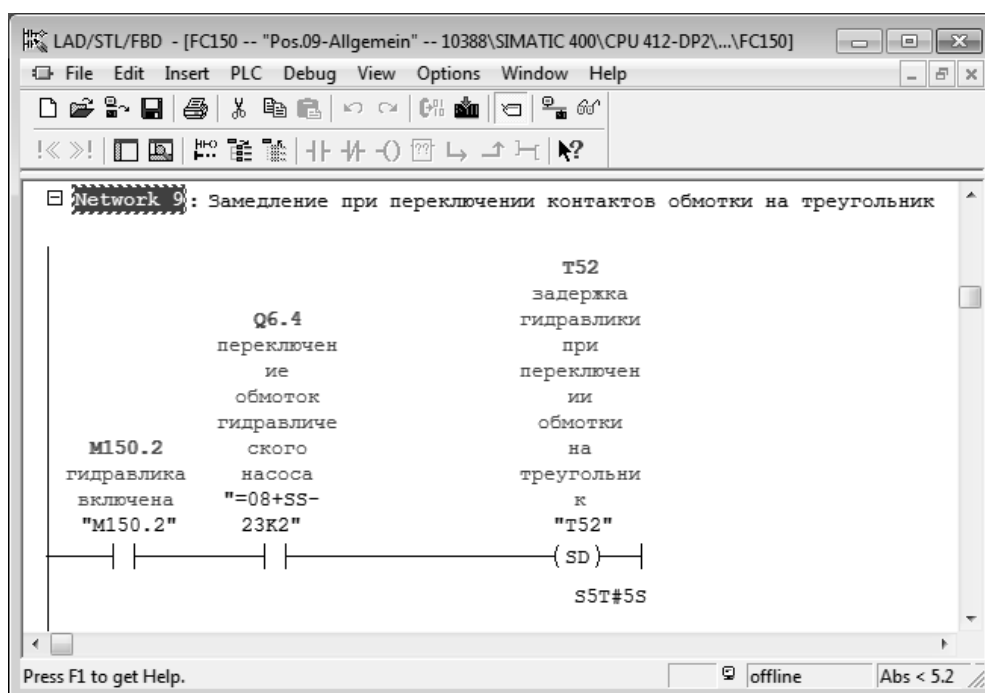 LAD/STL/FBD - [FC150 -- "Pos.09-Allgemein" -- 10388\SIMATIC 400\CPU 412-DP2\...\FC150]
File Edit Insert PLC Debug View Options Window Help
Network 9: Замедление при переключении контактов обмотки на треугольник
T52
задержка
Q6.4 гидравлики
переключен при
ие переключен
обмоток ии
гидравличе обмотки
M150.2 ского на
гидравлика насоса треугольни
включена "=08+SS- к
"M150.2" 23K2" "T52"
SD
S5T#5S
Press F1 to get Help. offline Abs < 5.2